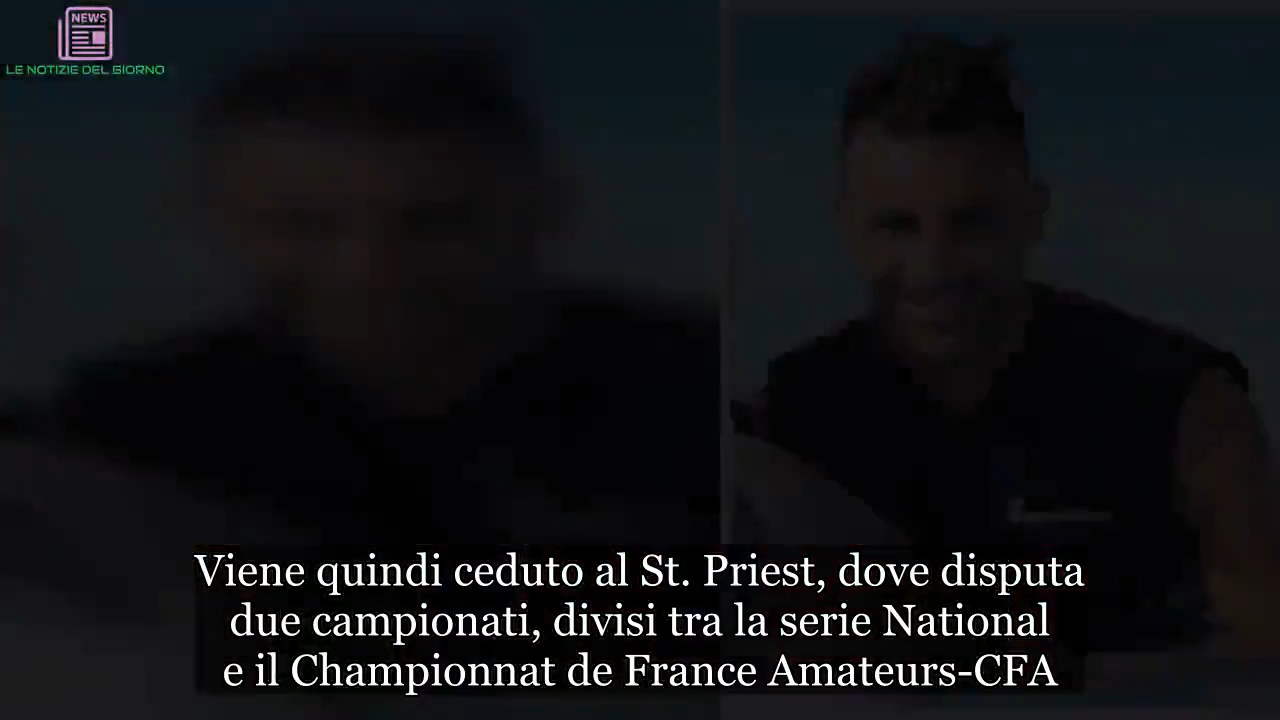 NEWS
LE NOTIZIE DEL GIORNO
Viene quindi ceduto al St. Priest, dove disputa
due campionati, divisi tra la serie National
e il Championnat de France Amateurs-CFA